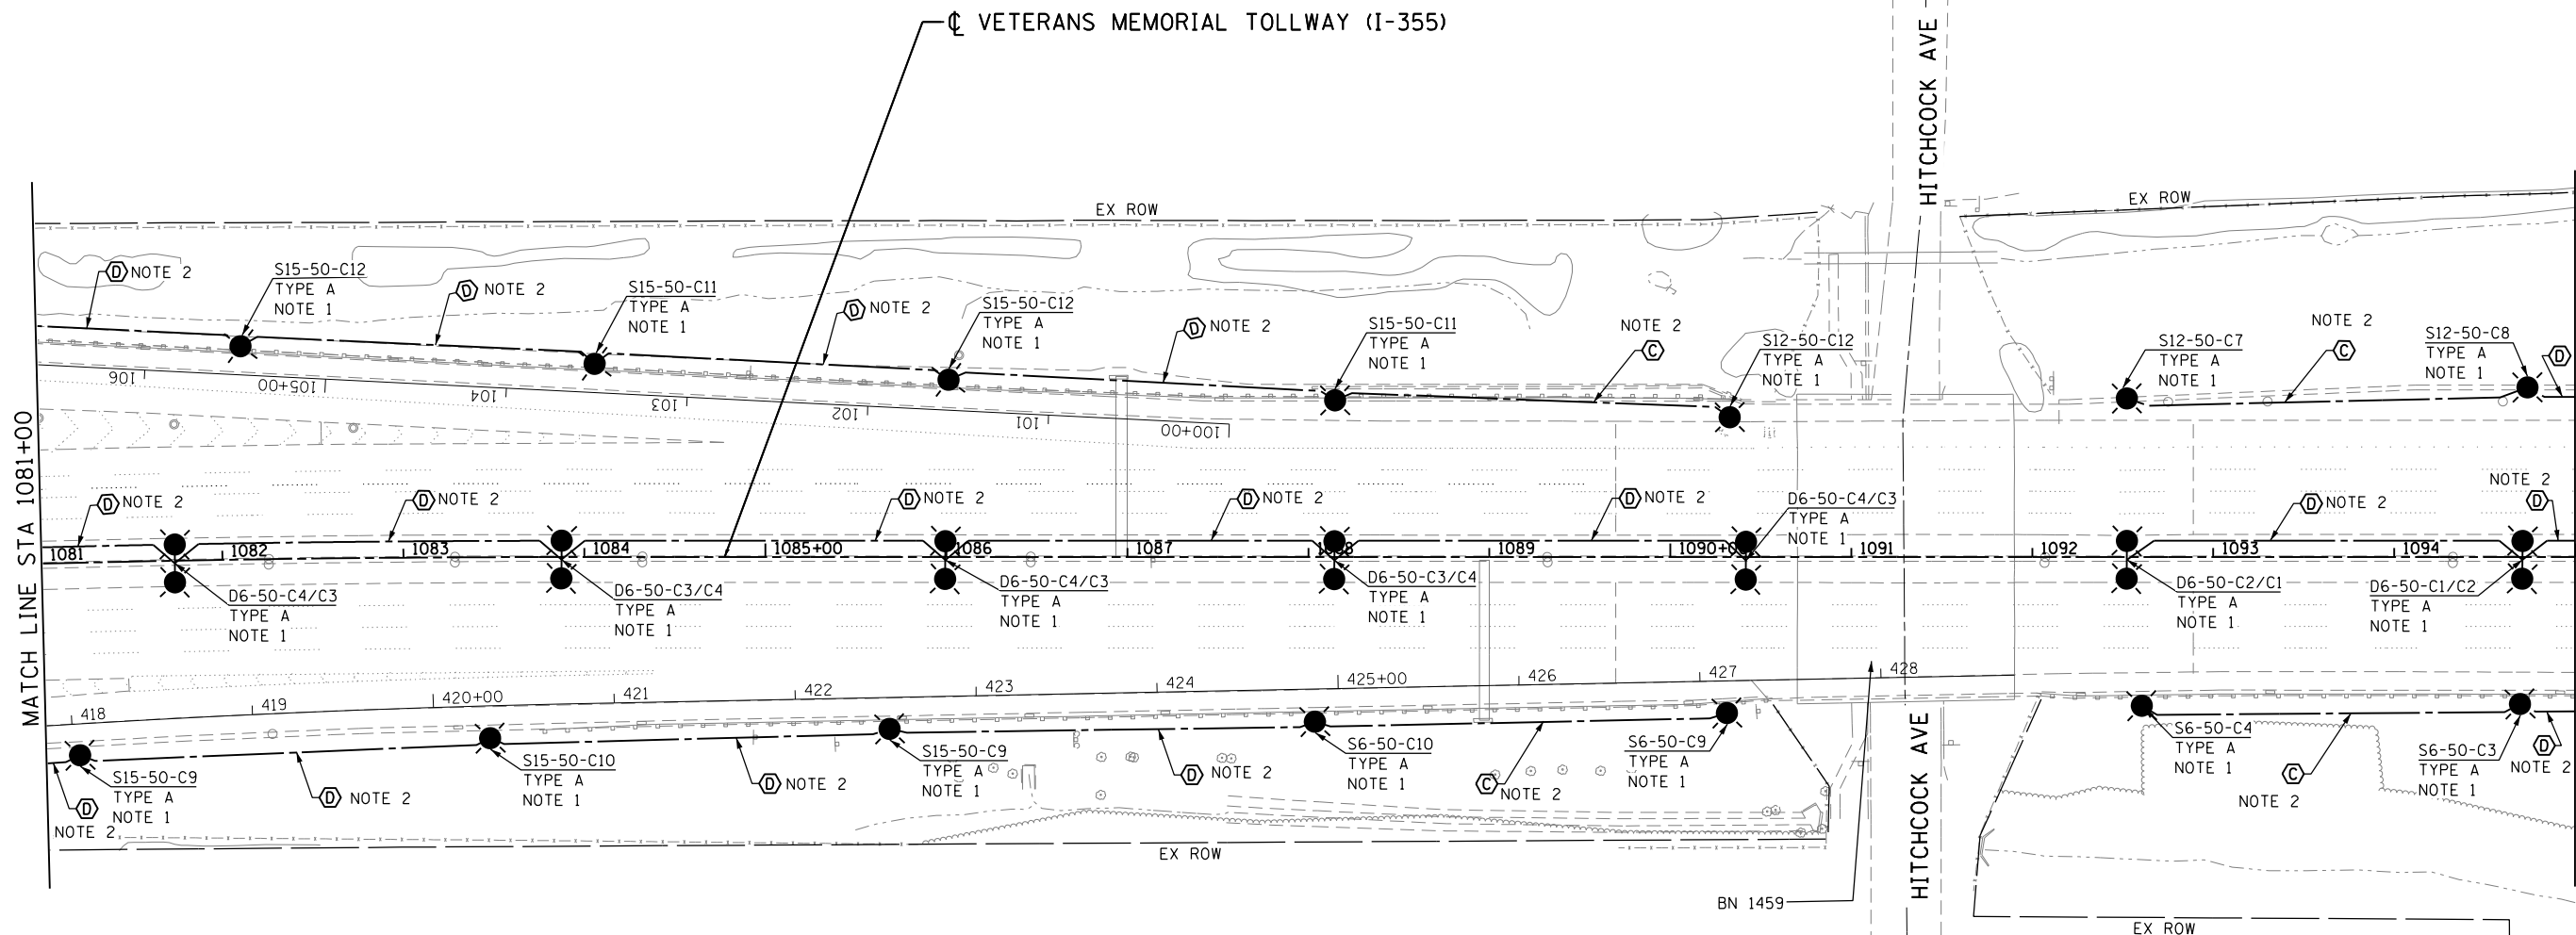 ℄ VETERANS MEMORIAL TOLLWAY (I-355)
HITCHCOCK AVE
EX ROW
EX ROW
MATCH LINE STA 1081+00
D NOTE 2
S15-50-C12
TYPE A
NOTE 1
D NOTE 2
S15-50-C11
TYPE A
NOTE 1
D NOTE 2
S15-50-C12
TYPE A
NOTE 1
D NOTE 2
S15-50-C11
TYPE A
NOTE 1
NOTE 2
C
S12-50-C12
TYPE A
NOTE 1
S12-50-C7
TYPE A
NOTE 1
NOTE 2
C
S12-50-C8
TYPE A
NOTE 1
D
106
105+00
104
103
102
101
100+00
D NOTE 2
D NOTE 2
D NOTE 2
D NOTE 2
D NOTE 2
D6-50-C4/C3
TYPE A
NOTE 1
D NOTE 2
NOTE 2
D
1081
1082
1083
1084
1085+00
1086
1087
1088
1089
1090+00
1091
1092
1093
1094
D6-50-C4/C3
TYPE A
NOTE 1
D6-50-C3/C4
TYPE A
NOTE 1
D6-50-C4/C3
TYPE A
NOTE 1
D6-50-C3/C4
TYPE A
NOTE 1
D6-50-C2/C1
TYPE A
NOTE 1
D6-50-C1/C2
TYPE A
NOTE 1
418
419
420+00
421
422
423
424
425+00
426
427
428
D
NOTE 2
S15-50-C9
TYPE A
NOTE 1
D NOTE 2
S15-50-C10
TYPE A
NOTE 1
D NOTE 2
S15-50-C9
TYPE A
NOTE 1
D NOTE 2
S6-50-C10
TYPE A
NOTE 1
C
NOTE 2
S6-50-C9
TYPE A
NOTE 1
S6-50-C4
TYPE A
NOTE 1
C
NOTE 2
S6-50-C3
TYPE A
NOTE 1
D
NOTE 2
EX ROW
BN 1459
HITCHCOCK AVE
EX ROW